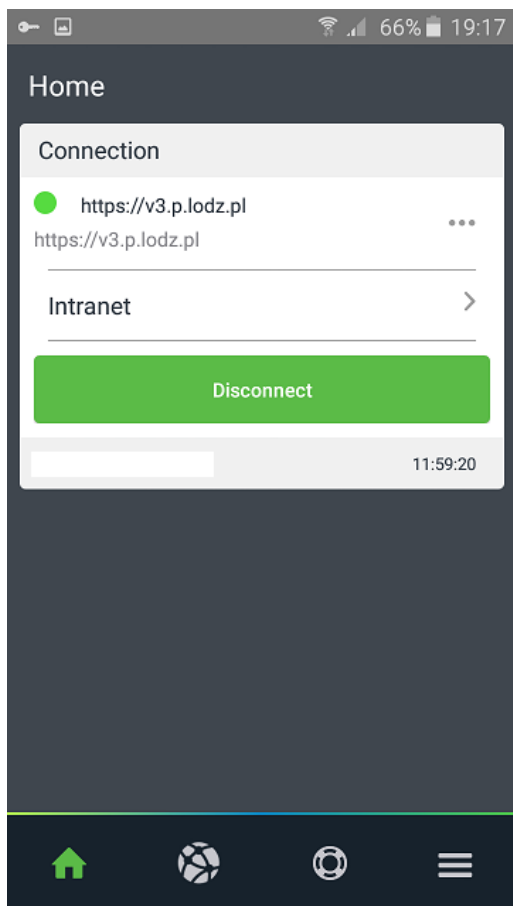 66% 19:17
Home
Connection
https://v3.p.lodz.pl
https://v3.p.lodz.pl
Intranet
Disconnect
11:59:20